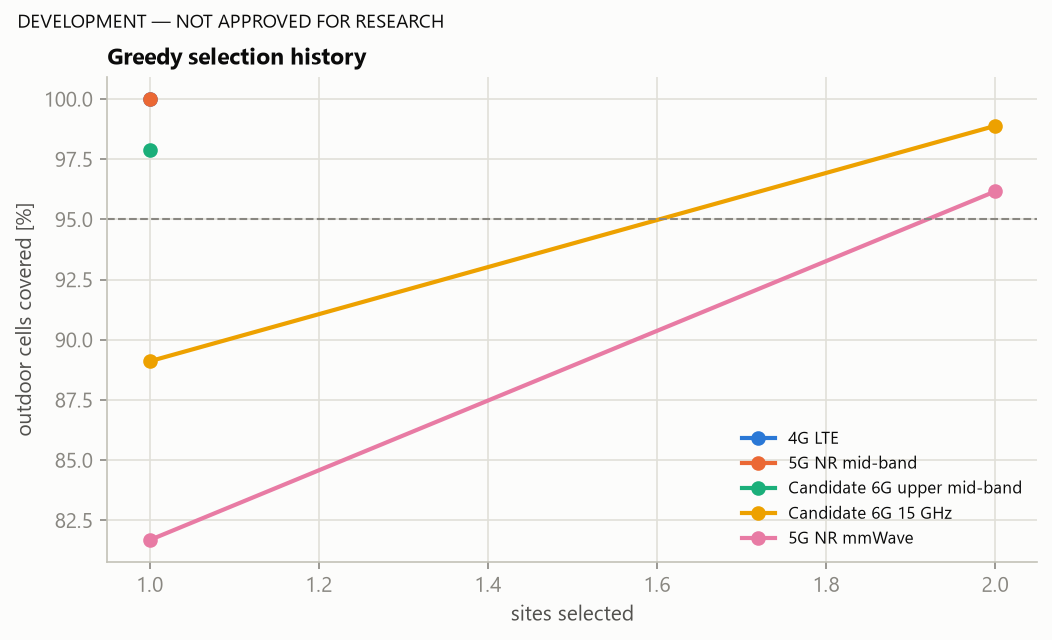 DEVELOPMENT — NOT APPROVED FOR RESEARCH
Greedy selection history
outdoor cells covered [%]
100.0
97.5
95.0
92.5
90.0
87.5
85.0
82.5
4G LTE
5G NR mid-band
Candidate 6G upper mid-band
Candidate 6G 15 GHz
5G NR mmWave
1.0 1.2 1.4 1.6 1.8 2.0
sites selected